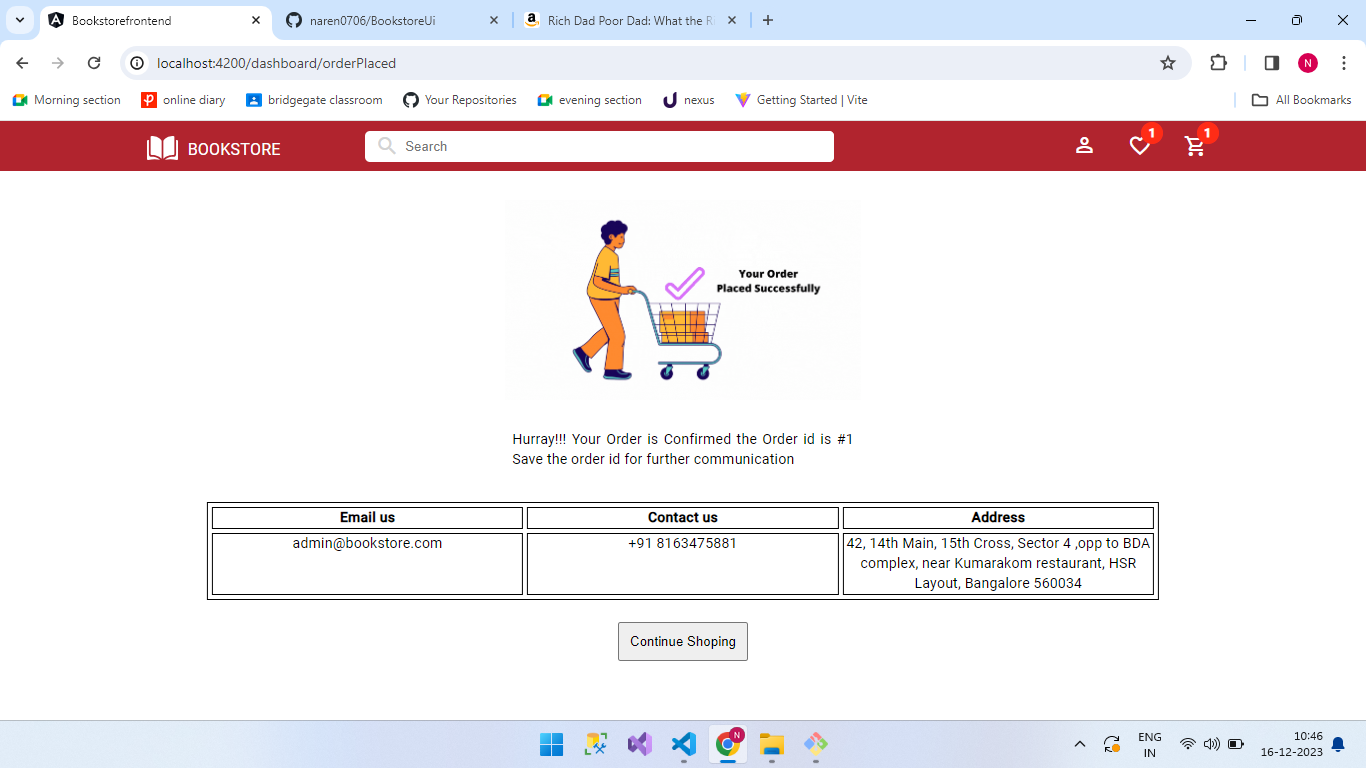 Bookstorefrontend
naren0706/BookstoreUi
Rich Dad Poor Dad: What the Ri
localhost:4200/dashboard/orderPlaced
N
Morning section
online diary
bridgegate classroom
Your Repositories
evening section
nexus
Getting Started | Vite
All Bookmarks
BOOKSTORE
Search
1
1
Your Order
Placed Successfully
Hurray!!! Your Order is Confirmed the Order id is #1
Save the order id for further communication
Email us
Contact us
Address
admin@bookstore.com
+91 8163475881
42, 14th Main, 15th Cross, Sector 4 ,opp to BDA
complex, near Kumarakom restaurant, HSR
Layout, Bangalore 560034
Continue Shoping
N
ENG
IN
10:46
16-12-2023